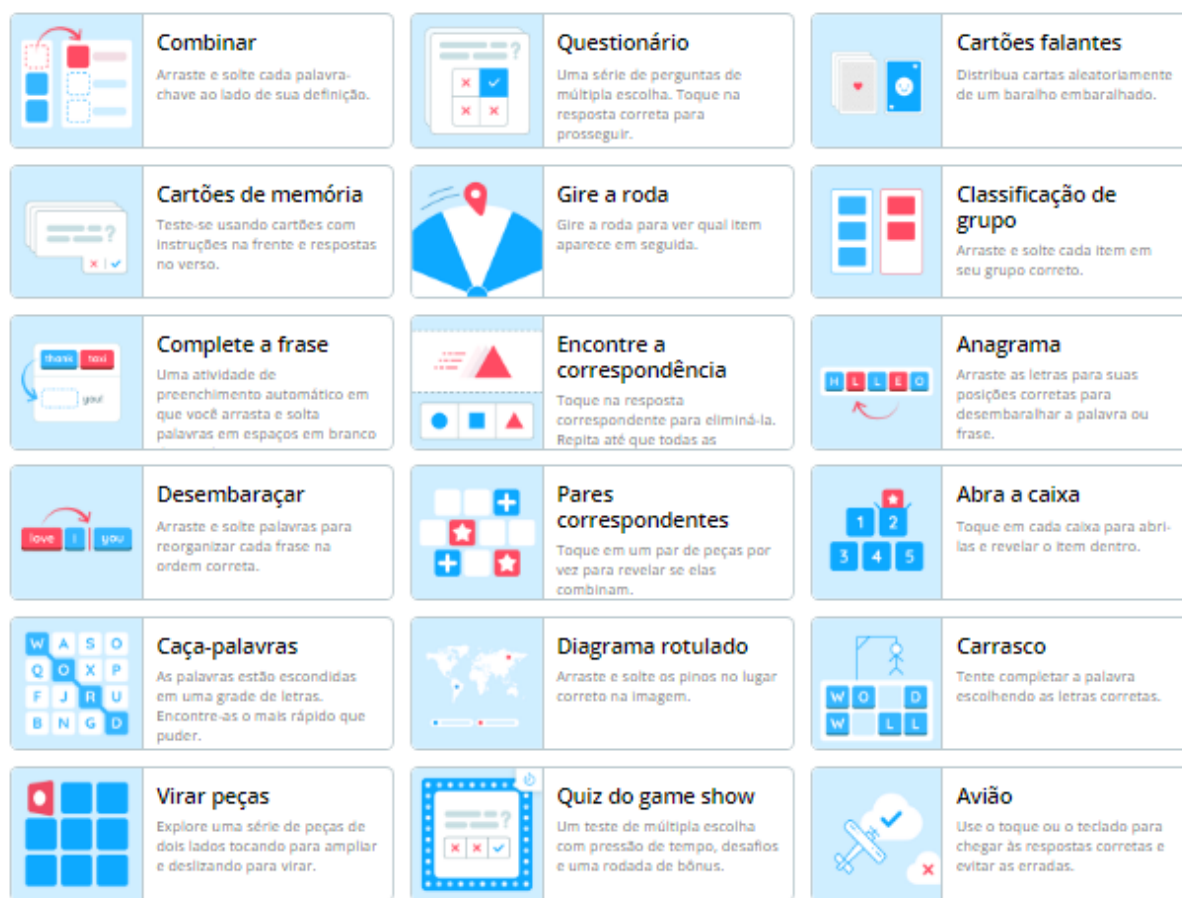 Combinar
Arraste e solte cada palavra-
chave ao lado de sua definição.
?
Questionário
Uma série de perguntas de
múltipla escolha. Toque na
resposta correta para
prosseguir.
Cartões falantes
Distribua cartas aleatoriamente
de um baralho embaralhado.
?
Cartões de memória
Teste-se usando cartões com
instruções na frente e respostas
no verso.
Gire a roda
Gire a roda para ver qual item
aparece em seguida.
Classificação de
grupo
Arraste e solte cada item em
seu grupo correto.
thank taxi
you!
Complete a frase
Uma atividade de
preenchimento automático em
que você arrasta e solta
palavras em espaços em branco
Encontre a
correspondência
Toque na resposta
correspondente para eliminá-la.
Repita até que todas as
H L L E O
Anagrama
Arraste as letras para suas
posições corretas para
desembaralhar a palavra ou
frase.
love I you
Desembaraçar
Arraste e solte palavras para
reorganizar cada frase na
ordem correta.
Pares
correspondentes
Toque em um par de peças por
vez para revelar se elas
combinam.
1 2
3 4 5
Abra a caixa
Toque em cada caixa para abri-
las e revelar o item dentro.
W A S O
Q O X P
F J R U
B N G D
Caça-palavras
As palavras estão escondidas
em uma grade de letras.
Encontre-as o mais rápido que
puder.
Diagrama rotulado
Arraste e solte os pinos no lugar
correto na imagem.
W O D
W L L
Carrasco
Tente completar a palavra
escolhendo as letras corretas.
Virar peças
Explore uma série de peças de
dois lados tocando para ampliar
e deslizando para virar.
?
Quiz do game show
Um teste de múltipla escolha
com pressão de tempo, desafios
e uma rodada de bônus.
Avião
Use o toque ou o teclado para
chegar às respostas corretas e
evitar as erradas.